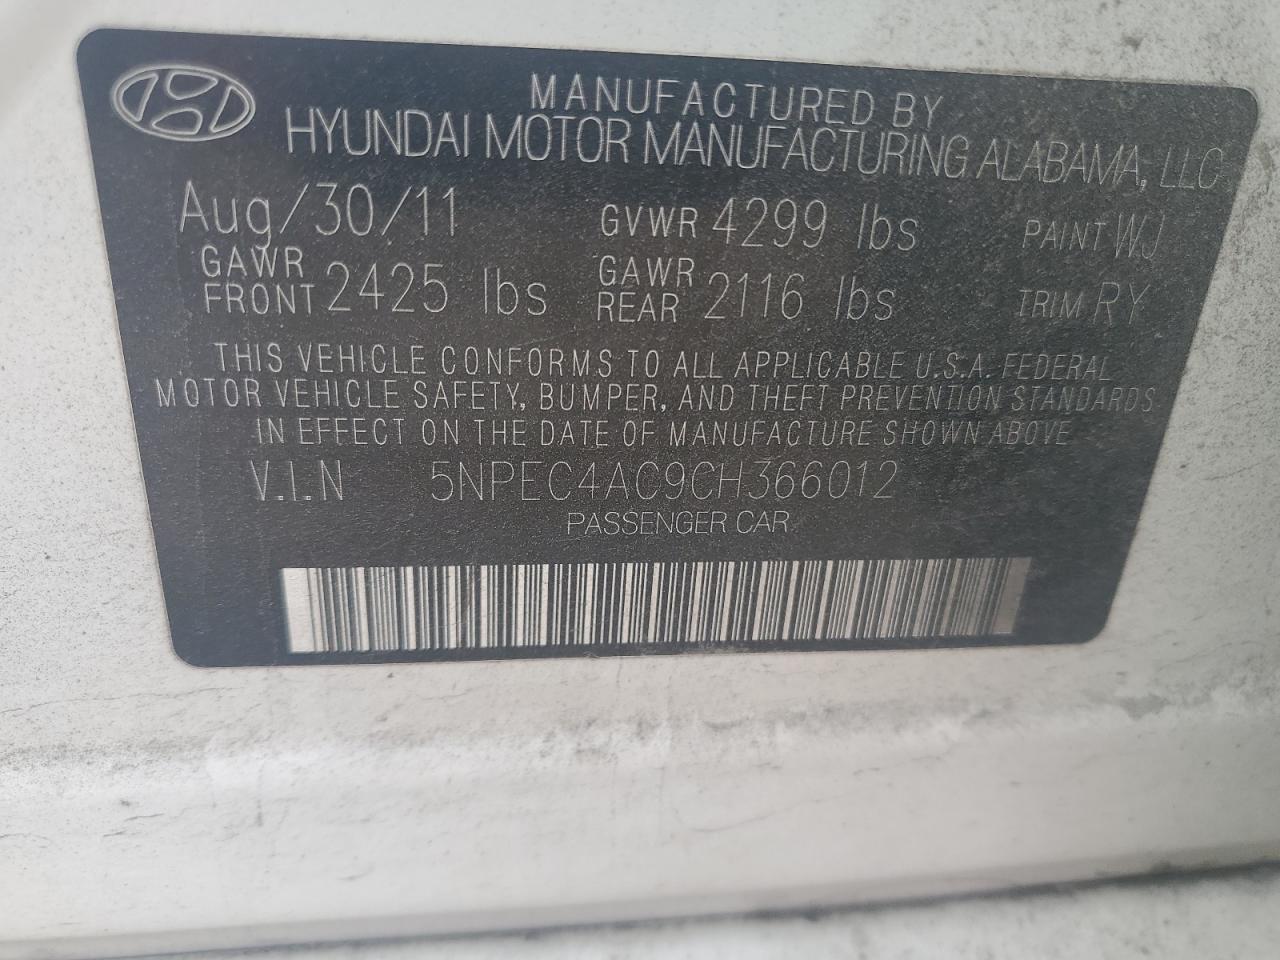 MANUFACTURED BY
HYUNDAI MOTOR MANUFACTURING ALABAMA, LLC
Aug/30/11 GVWR 4299 lbs PAINT WJ
GAWR FRONT 2425 lbs GAWR REAR 2116 lbs TRIM RY
THIS VEHICLE CONFORMS TO ALL APPLICABLE U.S.A. FEDERAL
MOTOR VEHICLE SAFETY, BUMPER, AND THEFT PREVENTION STANDARDS
IN EFFECT ON THE DATE OF MANUFACTURE SHOWN ABOVE
V.I.N 5NPEC4AC9CH366012
PASSENGER CAR